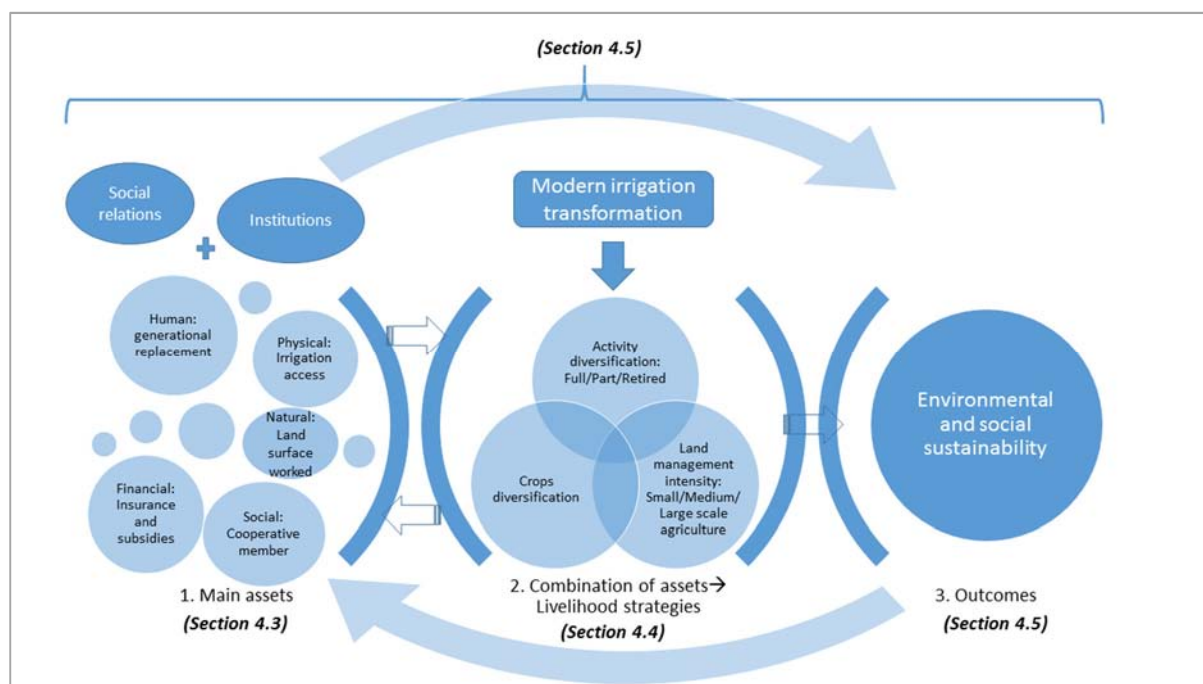 (Section 4.5)
Social
relations
Institutions
Modern irrigation
transformation
Human:
generational
replacement
Physical:
Irrigation
access
Natural:
Land
surface
worked
Financial:
Insurance
and
subsidies
Social:
Cooperative
member
Activity
diversification:
Full/Part/Retired
Crops
diversification
Land
management
intensity:
Small/Medium/
Large scale
agriculture
Environmental
and social
sustainability
1. Main assets
(Section 4.3)
2. Combination of assets→
Livelihood strategies
(Section 4.4)
3. Outcomes
(Section 4.5)